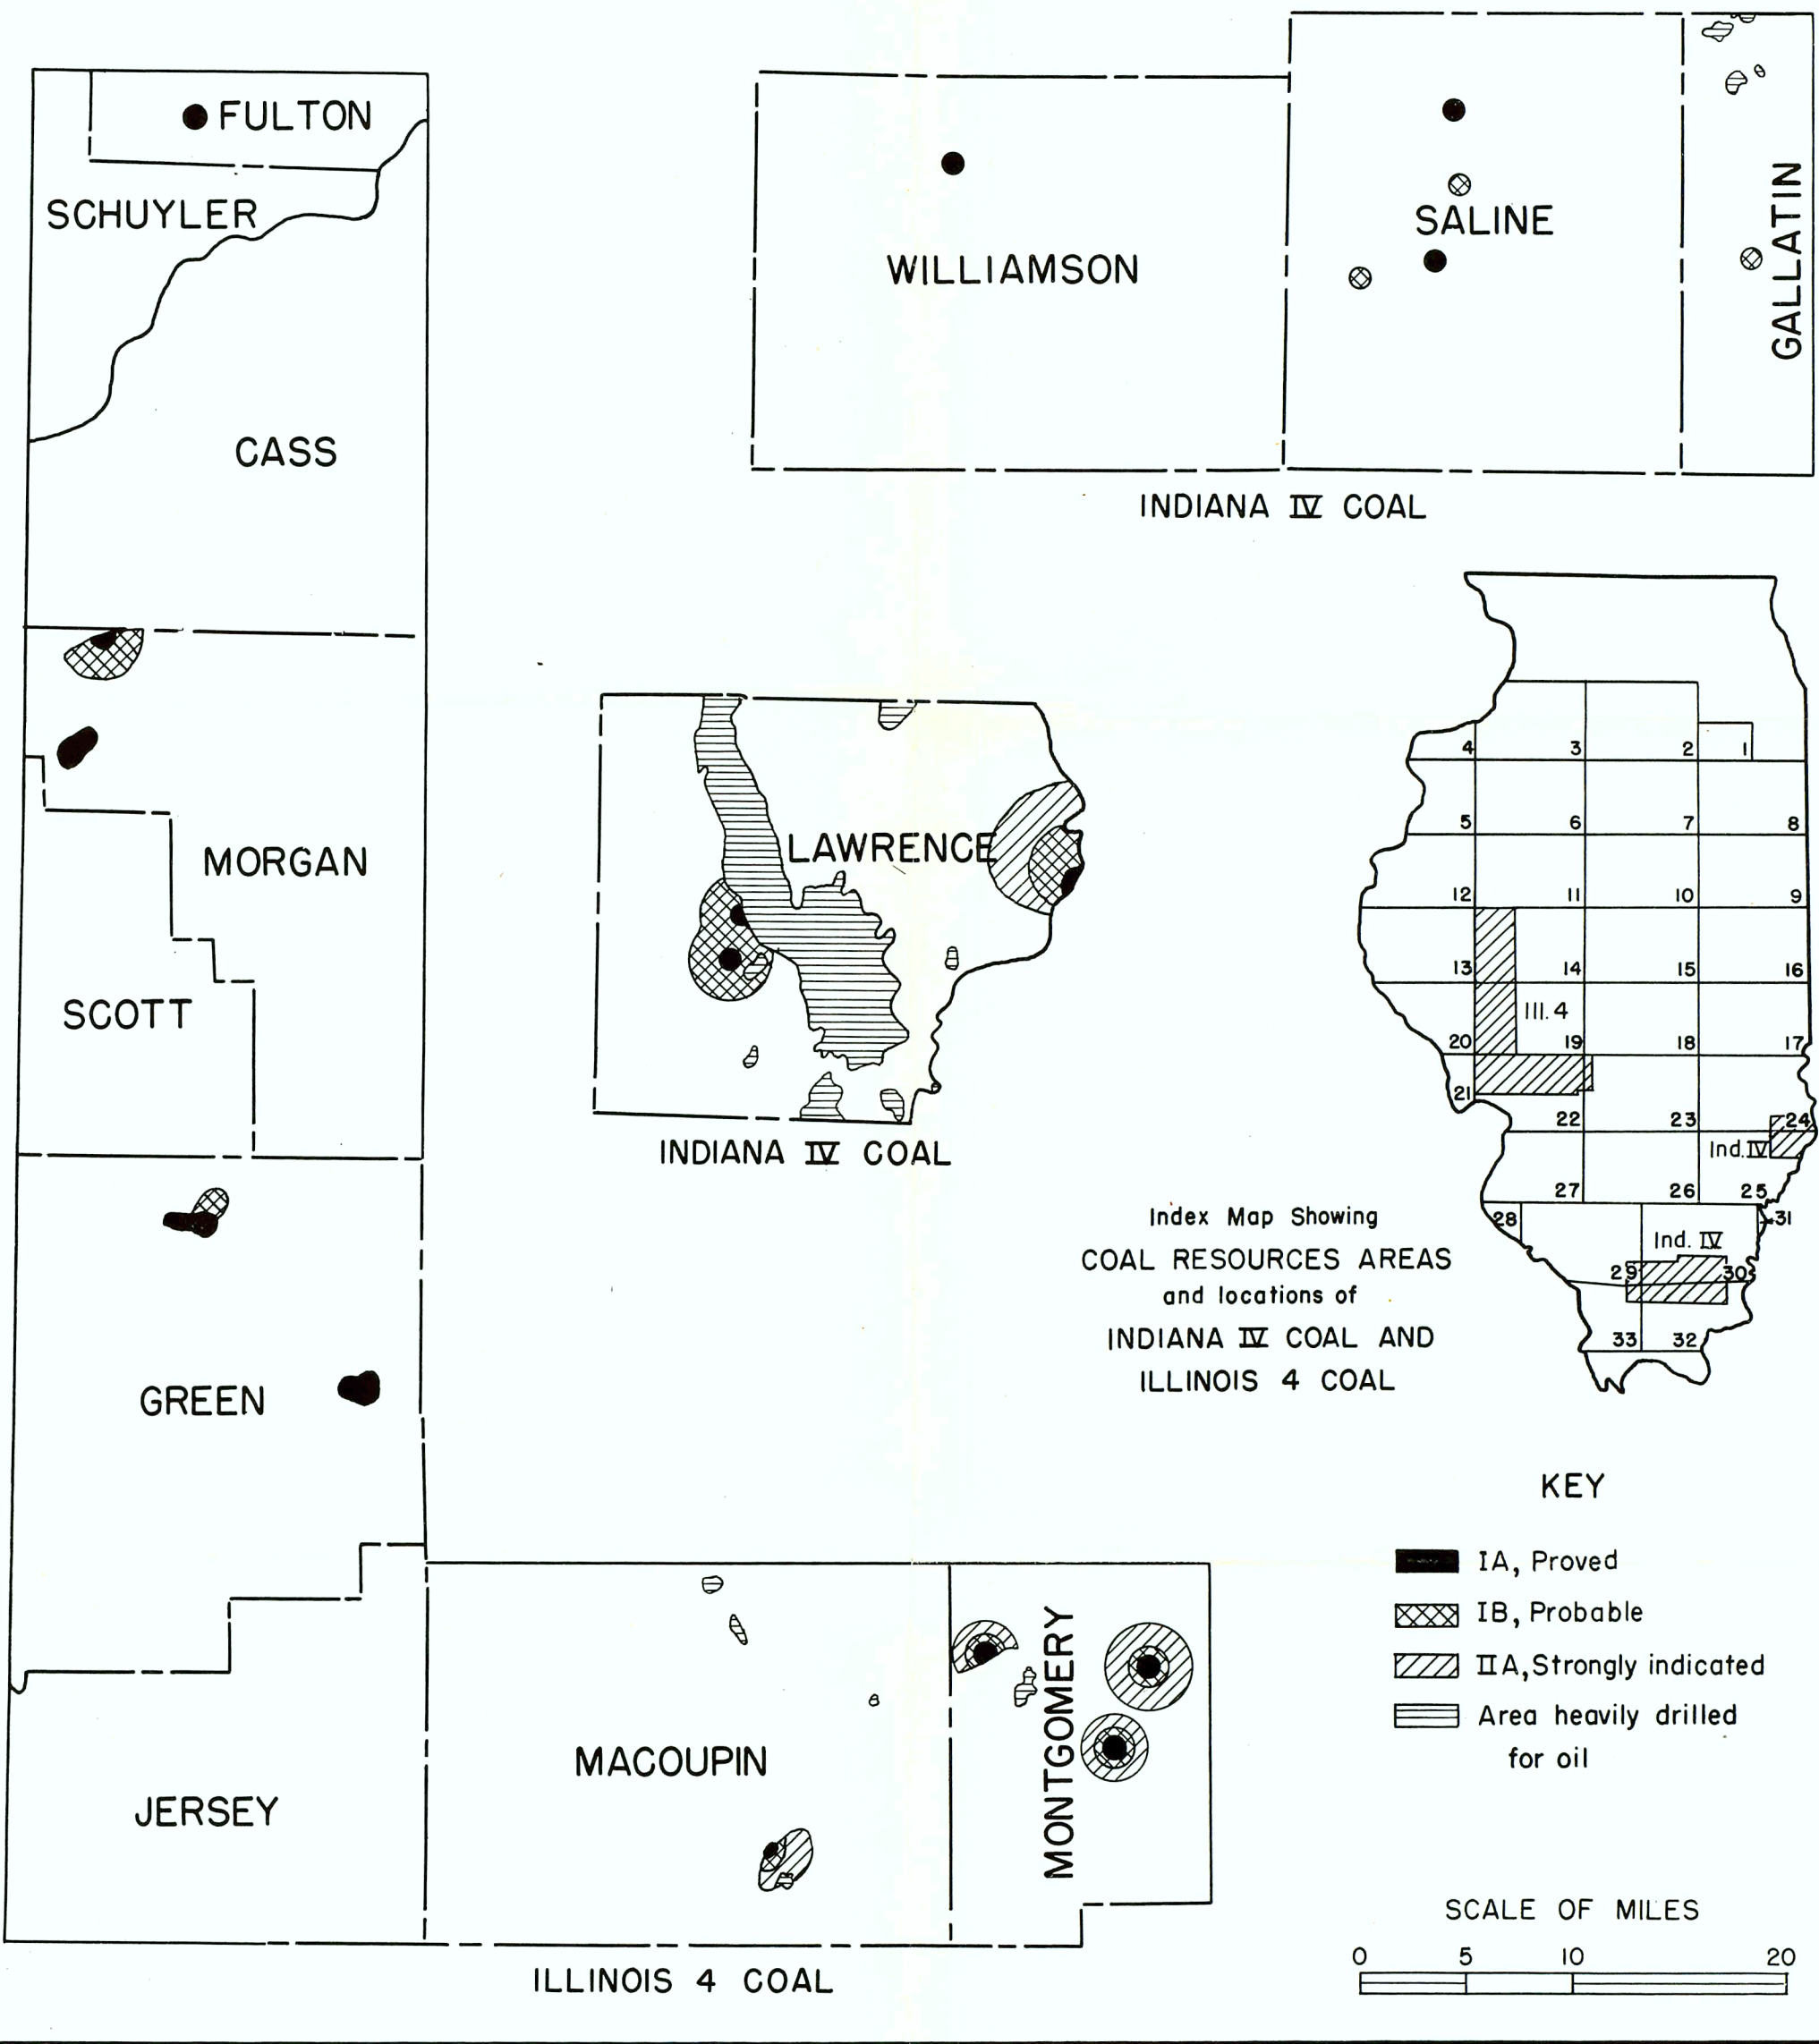 FULTON
SCHUYLER
CASS
MORGAN
SCOTT
GREEN
JERSEY
MACOUPIN
MONTGOMERY
ILLINOIS 4 COAL
WILLIAMSON
SALINE
GALLATIN
INDIANA IV COAL
LAWRENCE
INDIANA IV COAL
4 3 2 1
5 6 7 8
12 11 10 9
13 14 15 16
Ill. 4
20 19 18 17
21
22 23 24
Ind. IV
27 26 25
28 31
Ind. IV
29 30
33 32
Index Map Showing
COAL RESOURCES AREAS
and locations of
INDIANA IV COAL AND
ILLINOIS 4 COAL
KEY
IA, Proved
IB, Probable
IIA, Strongly indicated
Area heavily drilled
for oil
SCALE OF MILES
0 5 10 20